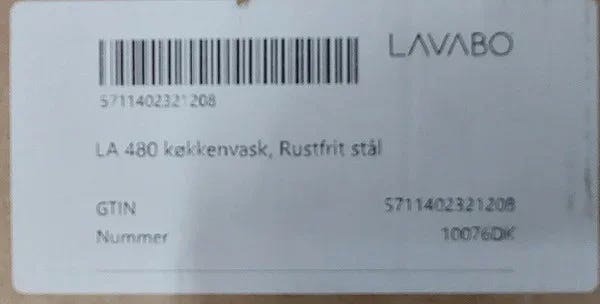 LAVABO
5711402321208
LA 480 køkkenvask, Rustfrit stål
GTIN 5711402321208
Nummer 10076DK